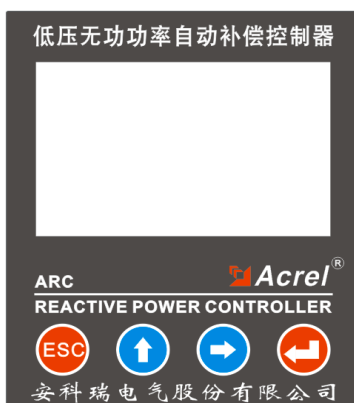 低压无功功率自动补偿控制器
ARC
Acrel®
REACTIVE POWER CONTROLLER
ESC
安科瑞电气股份有限公司